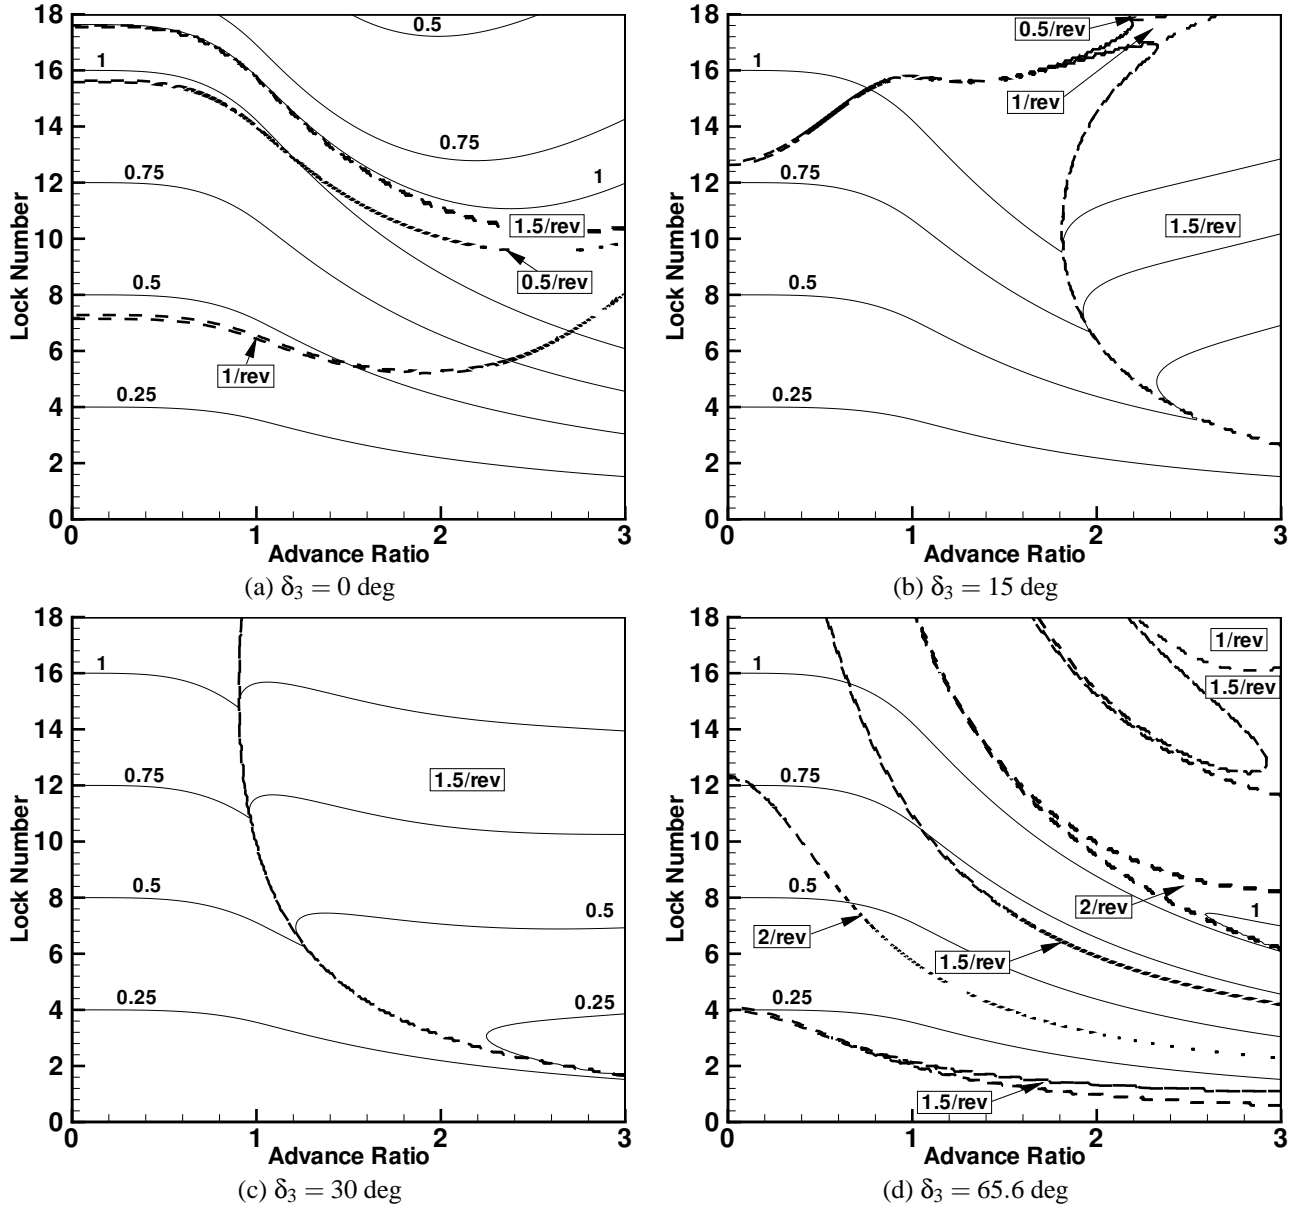 18
16
14
12
10
8
6
4
2
0
Lock Number
0.5
1
0.75
0.75
1
1.5/rev
0.5/rev
0.5
1/rev
0.25
0 1 2 3
Advance Ratio
(a) δ₃ = 0 deg
18
16
14
12
10
8
6
4
2
0
Lock Number
0.5/rev
1
1/rev
0.75
1.5/rev
0.5
0.25
0 1 2 3
Advance Ratio
(b) δ₃ = 15 deg
18
16
14
12
10
8
6
4
2
0
Lock Number
1
0.75
1.5/rev
0.5
0.5
0.25
0.25
0 1 2 3
Advance Ratio
(c) δ₃ = 30 deg
18
16
14
12
10
8
6
4
2
0
Lock Number
1/rev
1
1.5/rev
0.75
0.5
2/rev
1
2/rev
1.5/rev
0.25
1.5/rev
0 1 2 3
Advance Ratio
(d) δ₃ = 65.6 deg